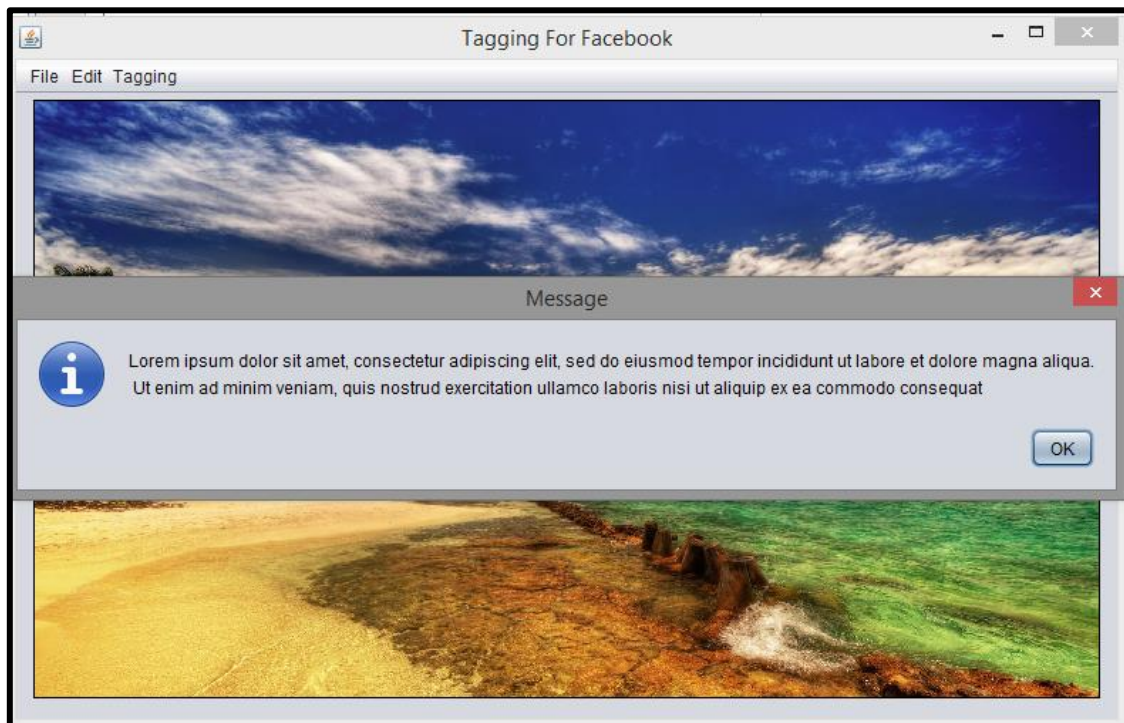 Tagging For Facebook
File Edit Tagging
Message
Lorem ipsum dolor sit amet, consectetur adipiscing elit, sed do eiusmod tempor incididunt ut labore et dolore magna aliqua.
Ut enim ad minim veniam, quis nostrud exercitation ullamco laboris nisi ut aliquip ex ea commodo consequat
OK